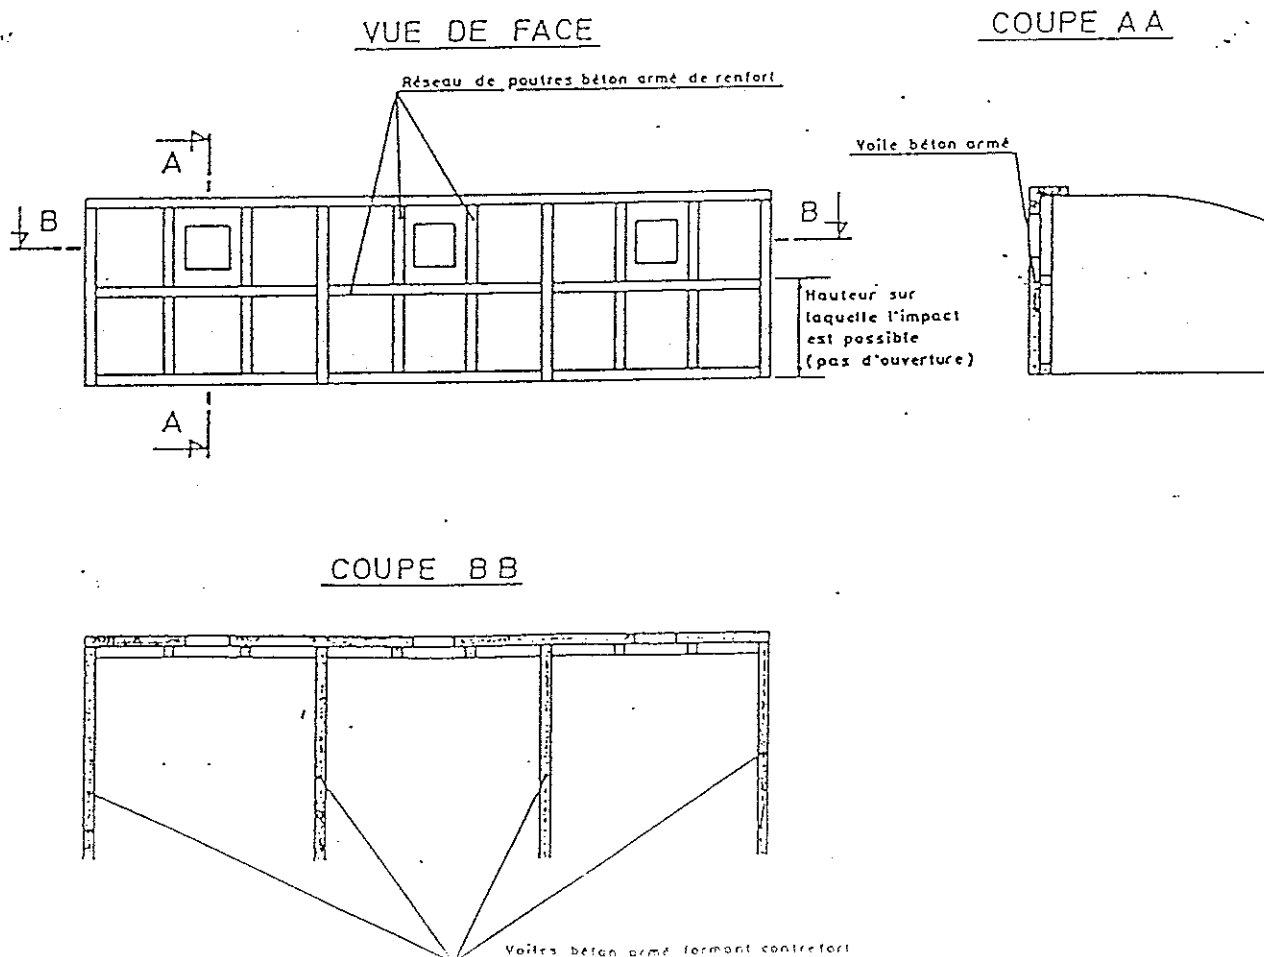 VUE DE FACE
COUPE AA
Réseau de poutres béton armé de renfort
Voile béton armé
A
B
B
Hauteur sur
laquelle l'impact
est possible
(pas d'ouverture)
A
COUPE BB
Voiles béton armé formant contrefort